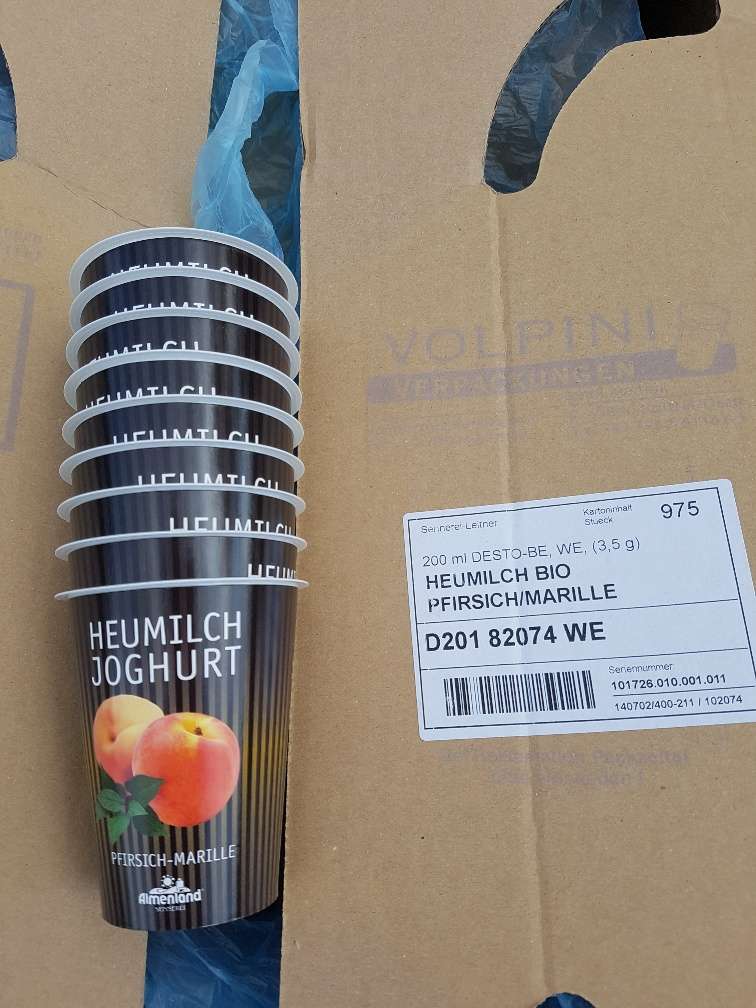 HEUMILCH
HEUMILCH
HEUMILCH
HEUMILCH
HEUMILCH
HEUMILCH
HEUMILCH
HEUM
HEUMILCH
JOGHURT
PFIRSICH-MARILLE
Almenland
VOLPINI
VERPACKUNGEN
Sennerei-Leitner
Kartoninhalt
Stueck
975
200 ml DESTO-BE, WE, (3,5 g)
HEUMILCH BIO
PFIRSICH/MARILLE
D201 82074 WE
Seriennummer
101726.010.001.011
140702/400-211 / 102074